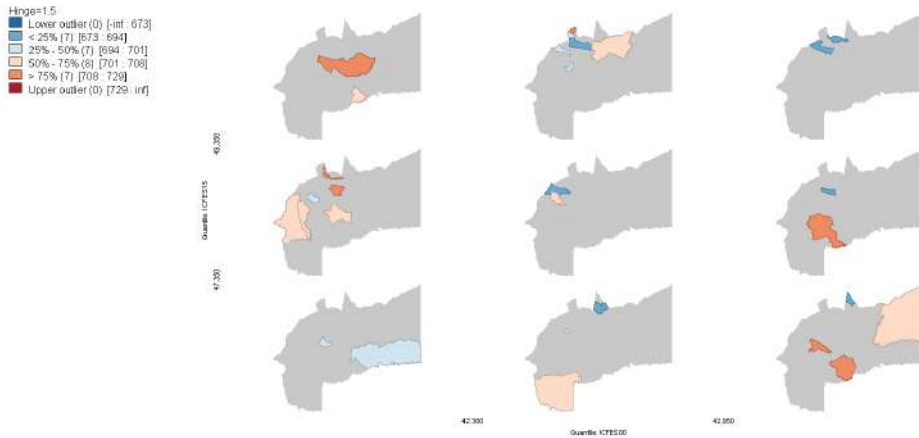 Hinge=1.5
Lower outlier (0) [-inf : 673]
< 25% (7) [673 : 694]
25% - 50% (7) [694 : 701]
50% - 75% (8) [701 : 708]
> 75% (7) [708 : 729]
Upper outlier (0) [729 : inf]
49.350
Quantile: ICFES15
47.350
42.300
42.950
Quantile: ICFES00